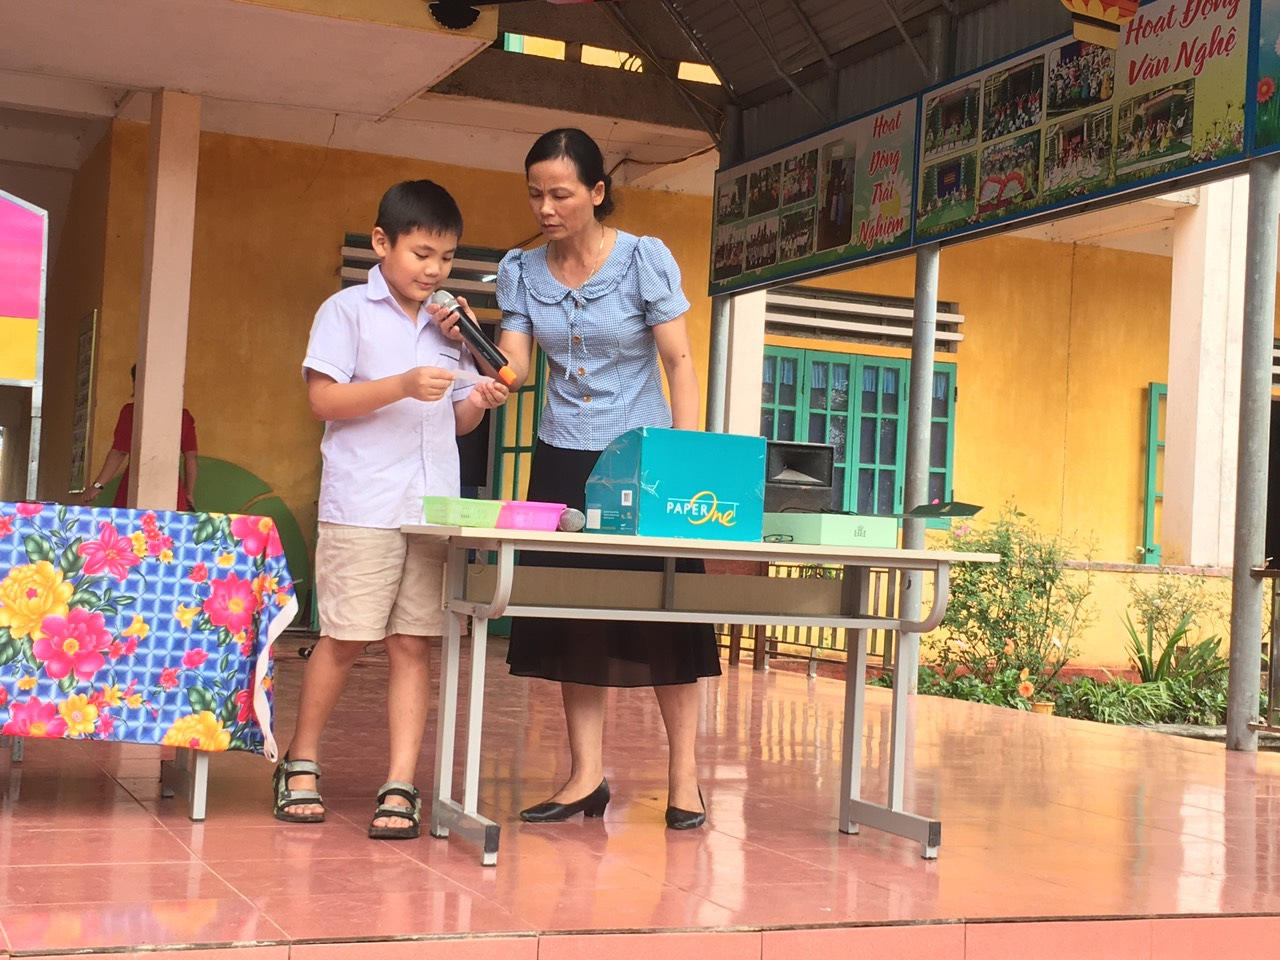 Hoạt
Động
Trải
Nghiệm
Hoạt Động
Văn Nghệ
PAPER
One